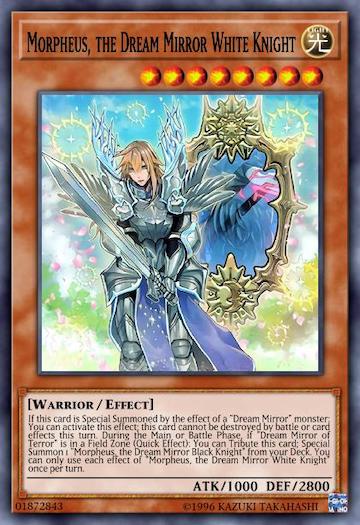 MORPHEUS, THE DREAM MIRROR WHITE KNIGHT
LIGHT
光
[WARRIOR / EFFECT]
If this card is Special Summoned by the effect of a "Dream Mirror" monster:
You can activate this effect; this card cannot be destroyed by battle or card
effects this turn. During the Main or Battle Phase, if "Dream Mirror of
Terror" is in a Field Zone (Quick Effect): You can Tribute this card; Special
Summon 1 "Morpheus, the Dream Mirror Black Knight" from your Deck. You
can only use each effect of "Morpheus, the Dream Mirror White Knight"
once per turn.
ATK/1000 DEF/2800
01872843
©1996 KAZUKI TAKAHASHI